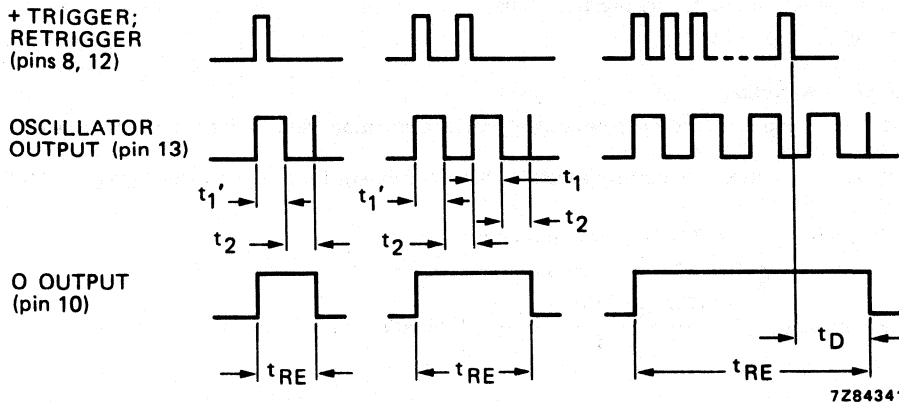 + TRIGGER;
RETRIGGER
(pins 8, 12)
OSCILLATOR
OUTPUT (pin 13)
t1' t2
t1' t2 t1 t2
O OUTPUT
(pin 10)
tRE
tRE
tD
tRE
7Z84341